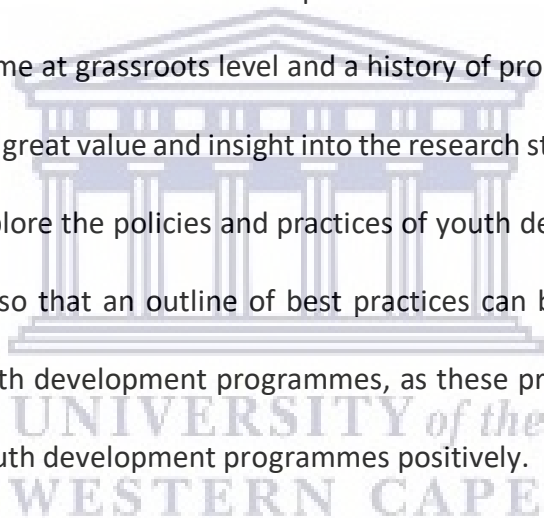 me at grassroots level and a history of pro
great value and insight into the research st
lore the policies and practices of youth de
so that an outline of best practices can b
th development programmes, as these pr
UNIVERSITY of the
uth development programmes positively.
WESTERN CAPE